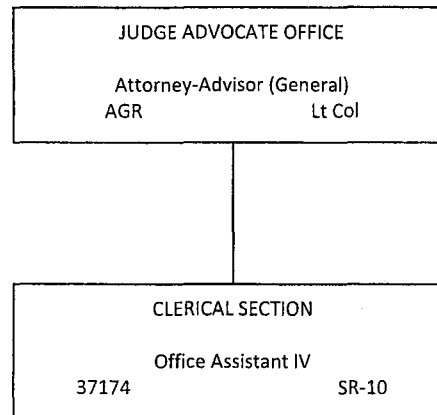 JUDGE ADVOCATE OFFICE
Attorney-Advisor (General)
AGR Lt Col
CLERICAL SECTION
Office Assistant IV
37174 SR-10